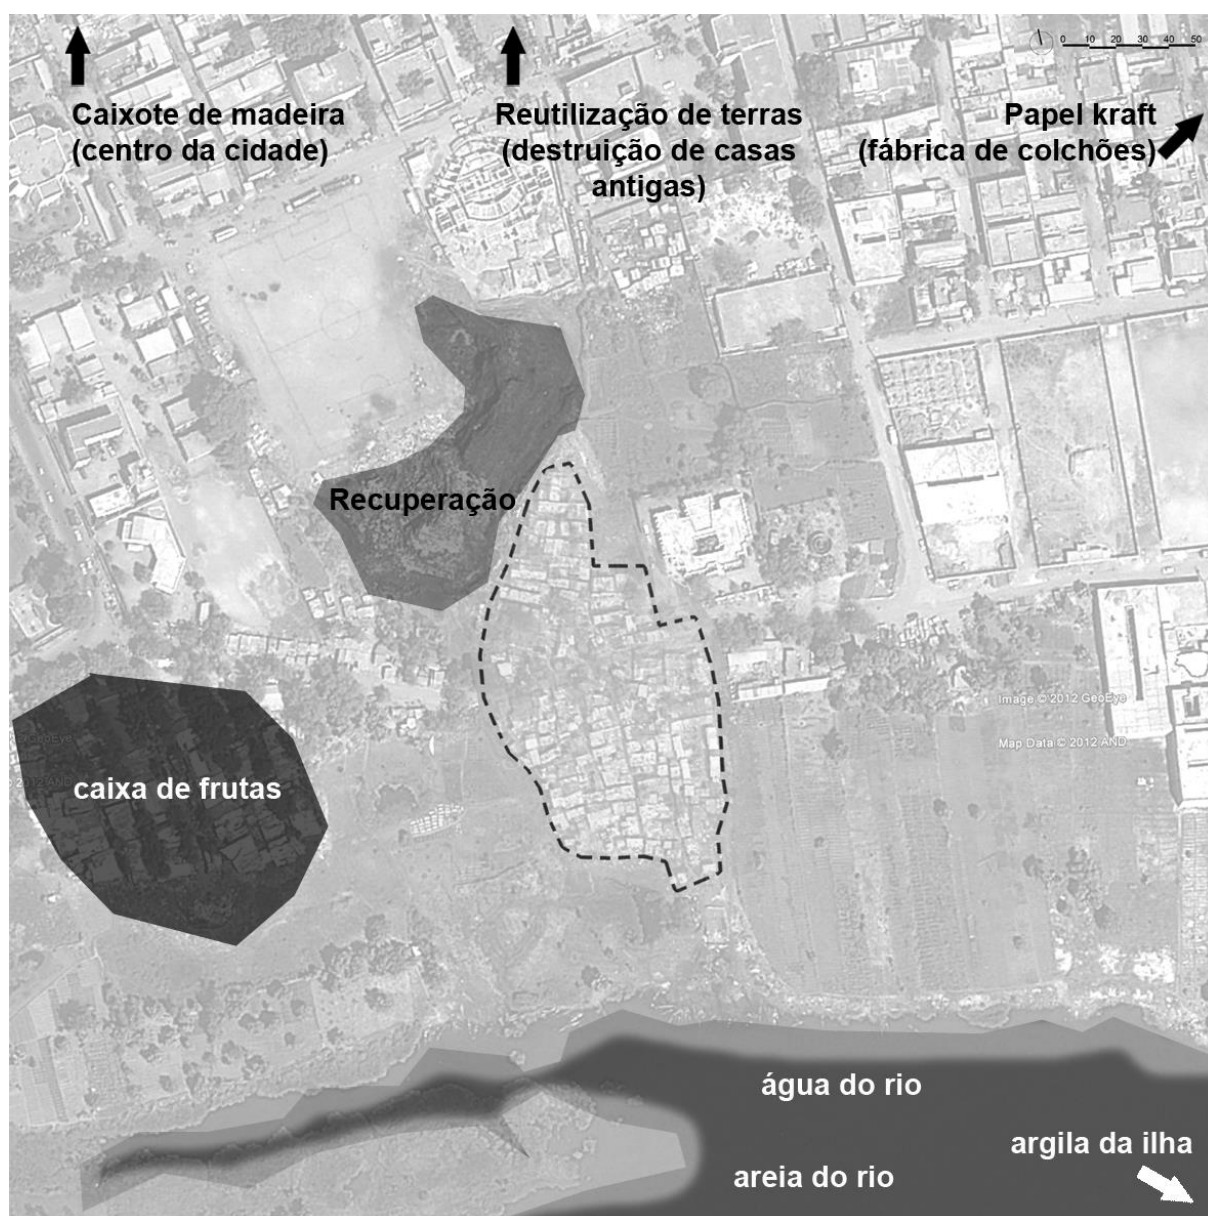 0 10 20 30 40 50
Caixote de madeira
(centro da cidade)
Reutilização de terras
(destruição de casas
antigas)
Papel kraft
(fábrica de colchões)
Recuperação
Image © 2012 GeoEye
Map Data © 2012 AND
caixa de frutas
água do rio
argila da ilha
areia do rio